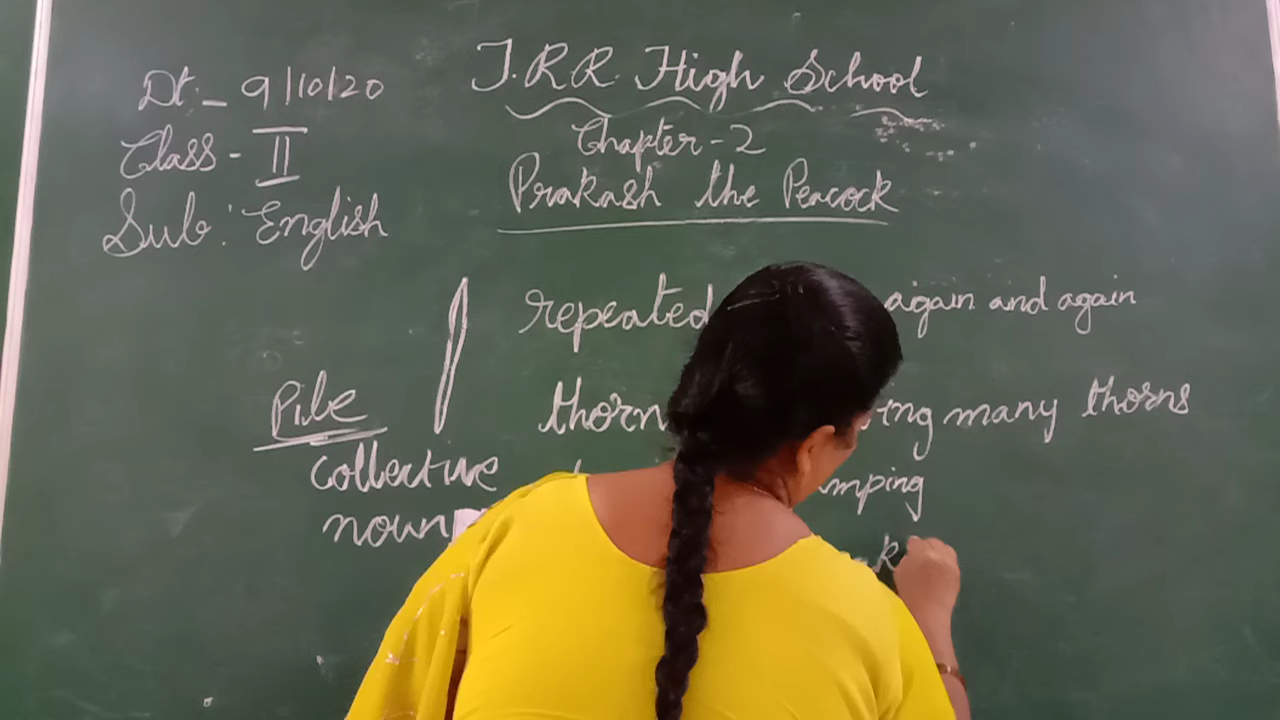 Dt:- 9/10/20
Class - II
Sub: English
J.R.R. High School
Chapter-2
Prakash the Peacock
repeated again and again
Pile
collective
noun
thorn many thorns